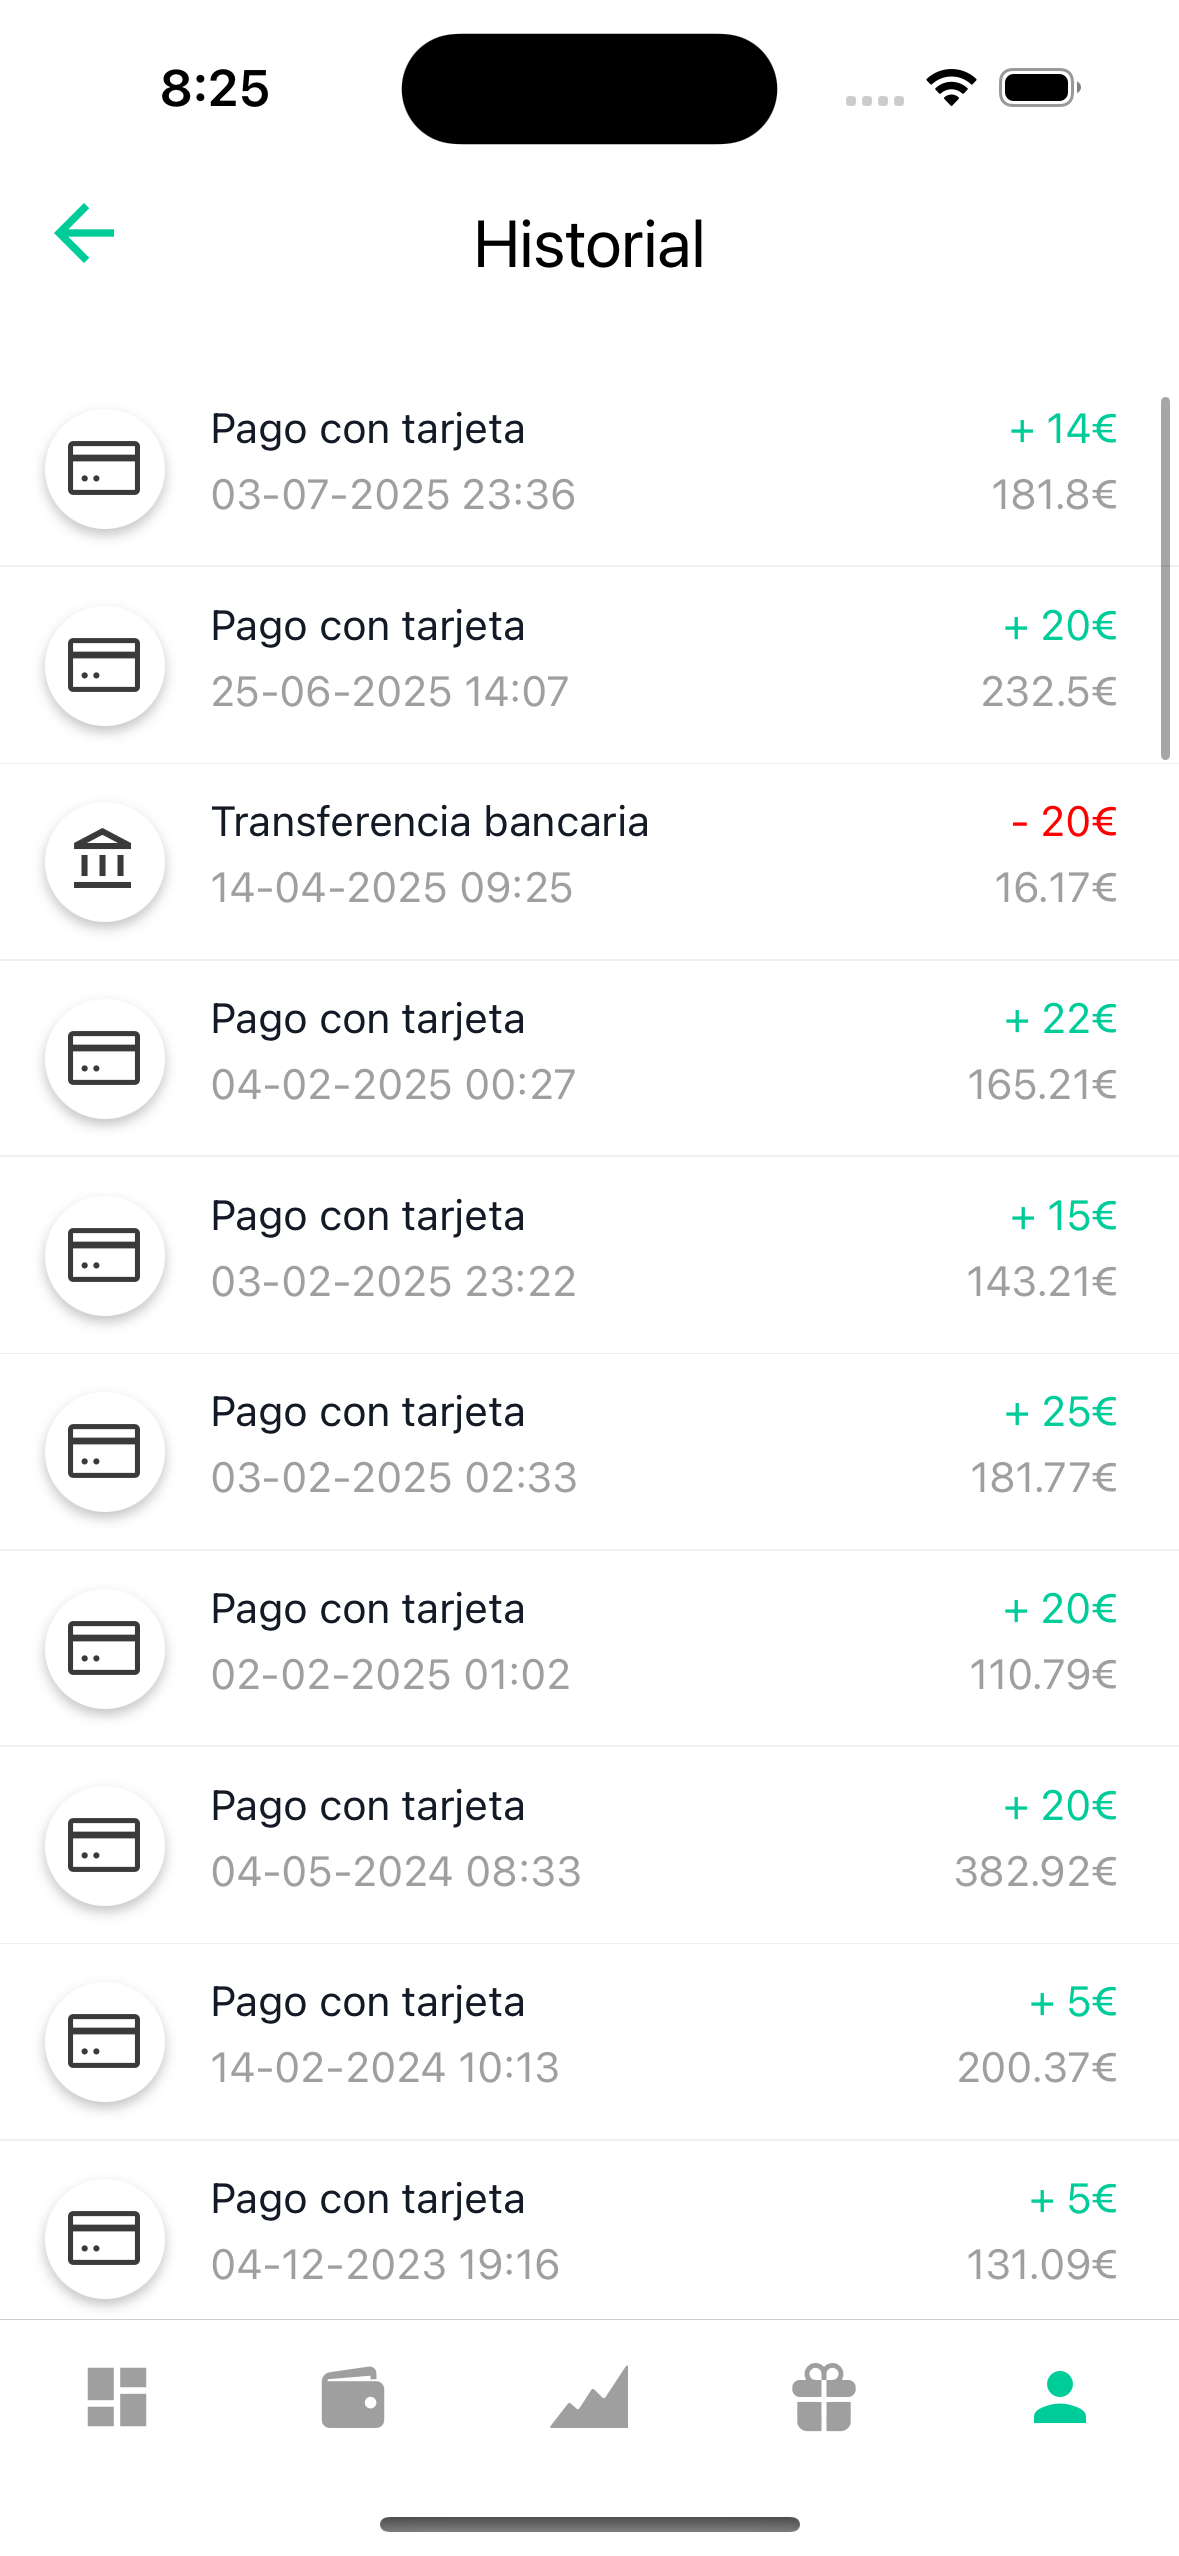 8:25
Historial
Pago con tarjeta + 14€
03-07-2025 23:36 181.8€
Pago con tarjeta + 20€
25-06-2025 14:07 232.5€
Transferencia bancaria - 20€
14-04-2025 09:25 16.17€
Pago con tarjeta + 22€
04-02-2025 00:27 165.21€
Pago con tarjeta + 15€
03-02-2025 23:22 143.21€
Pago con tarjeta + 25€
03-02-2025 02:33 181.77€
Pago con tarjeta + 20€
02-02-2025 01:02 110.79€
Pago con tarjeta + 20€
04-05-2024 08:33 382.92€
Pago con tarjeta + 5€
14-02-2024 10:13 200.37€
Pago con tarjeta + 5€
04-12-2023 19:16 131.09€